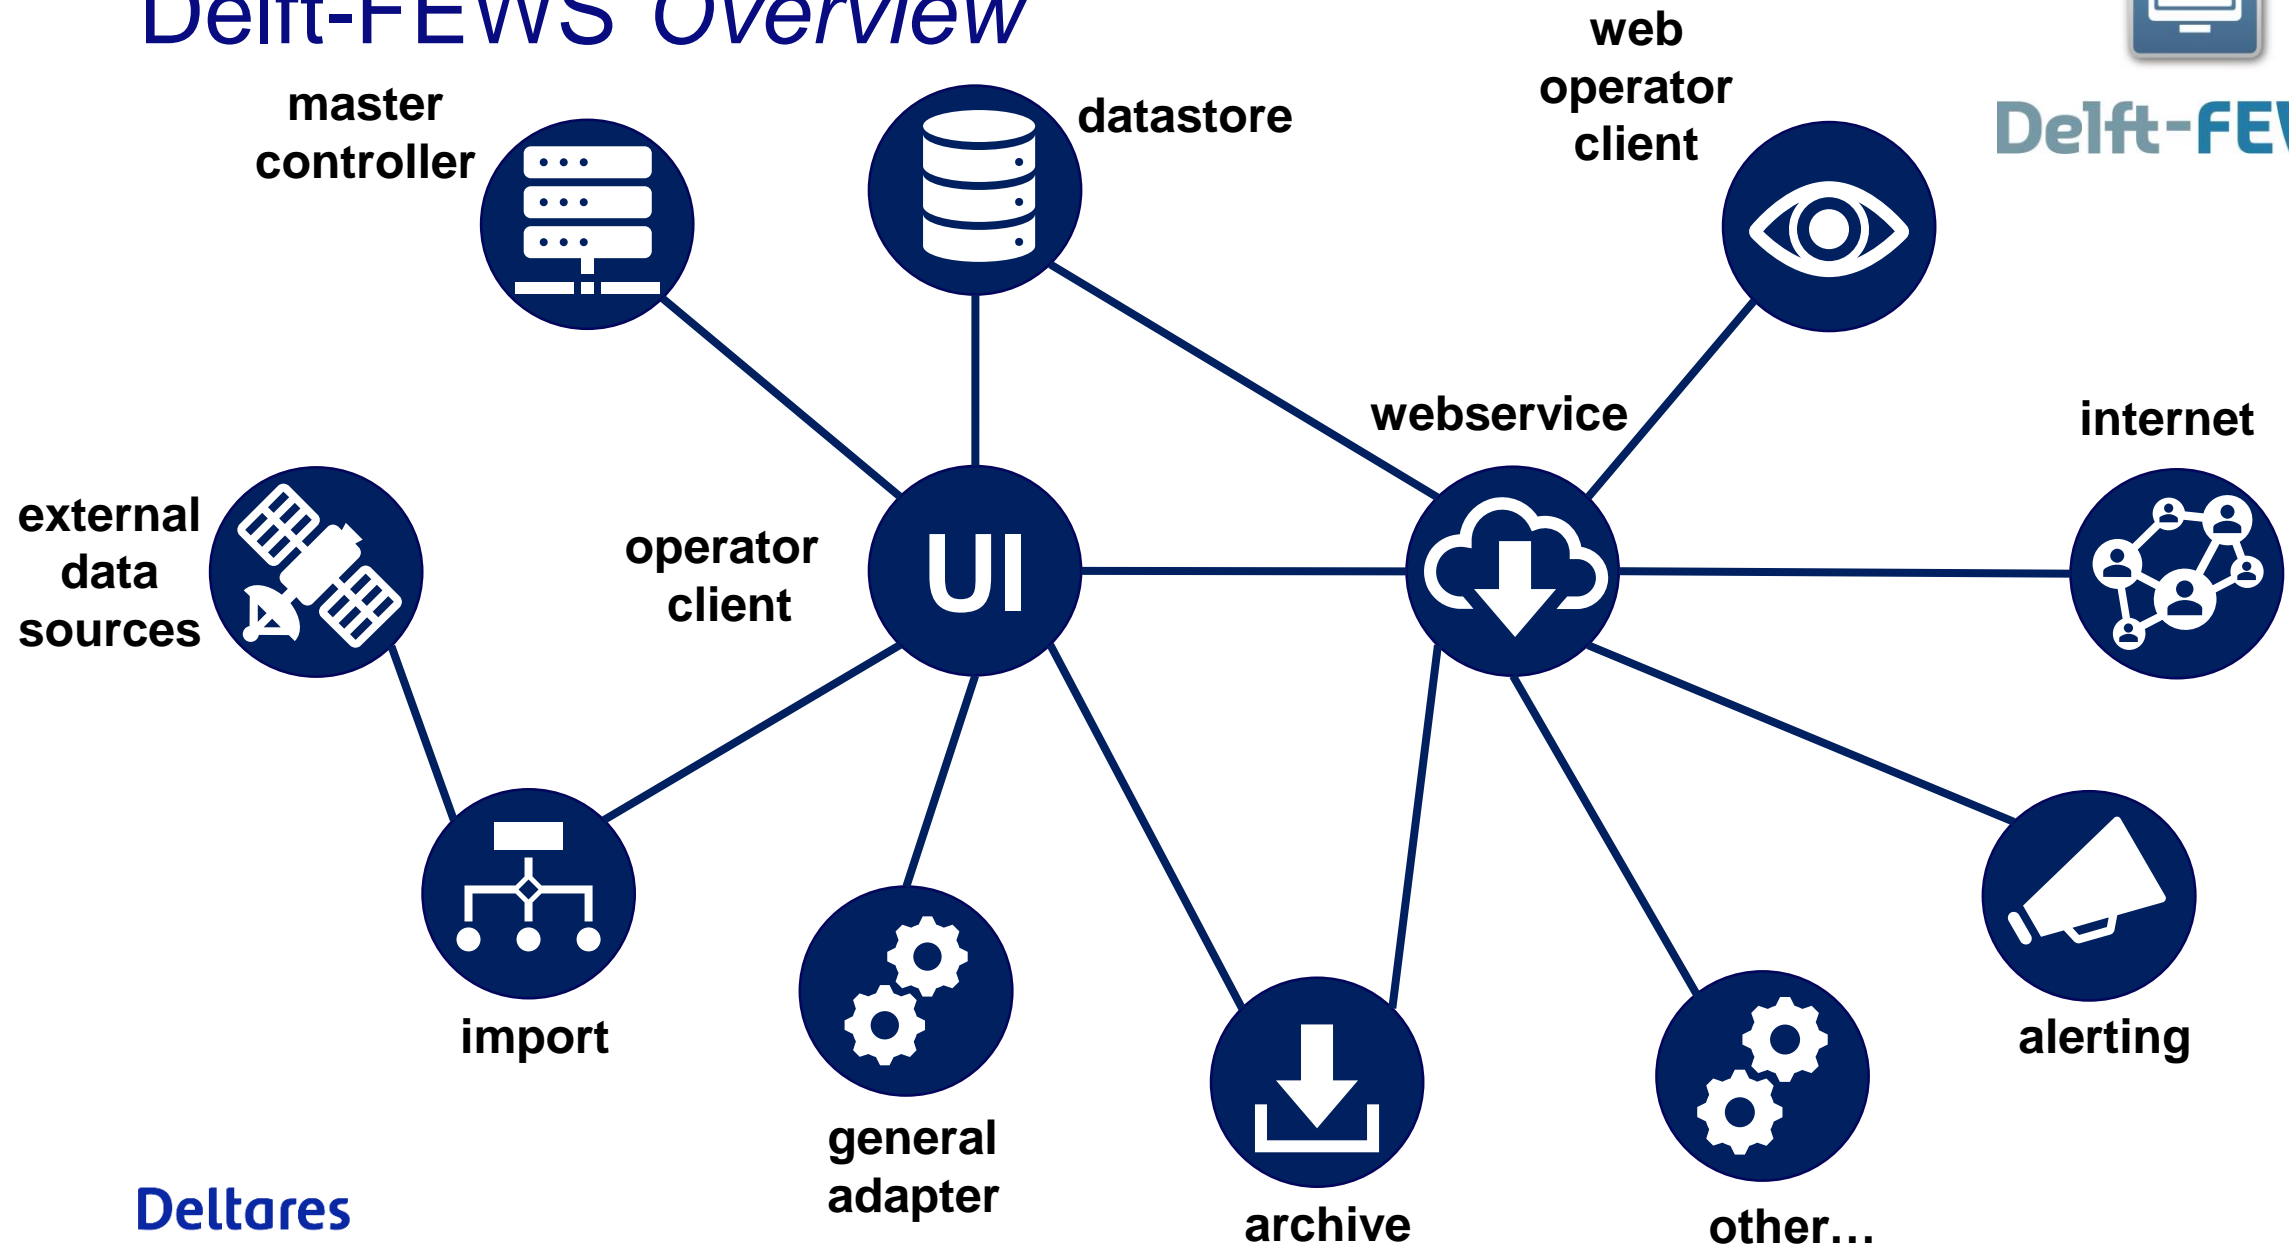 Delft-FEWS Overview
web
operator
client
master
controller
datastore
Delft-FEW
webservice
internet
external
data
sources
operator
client
UI
import
general
adapter
archive
other...
alerting
Deltares